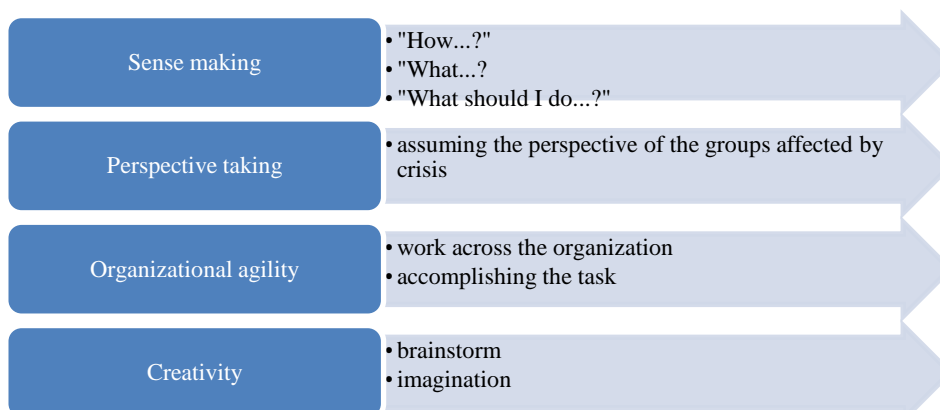 Sense making
• "How...?"
• "What...?
• "What should I do...?"
Perspective taking
• assuming the perspective of the groups affected by
crisis
Organizational agility
• work across the organization
• accomplishing the task
Creativity
• brainstorm
• imagination